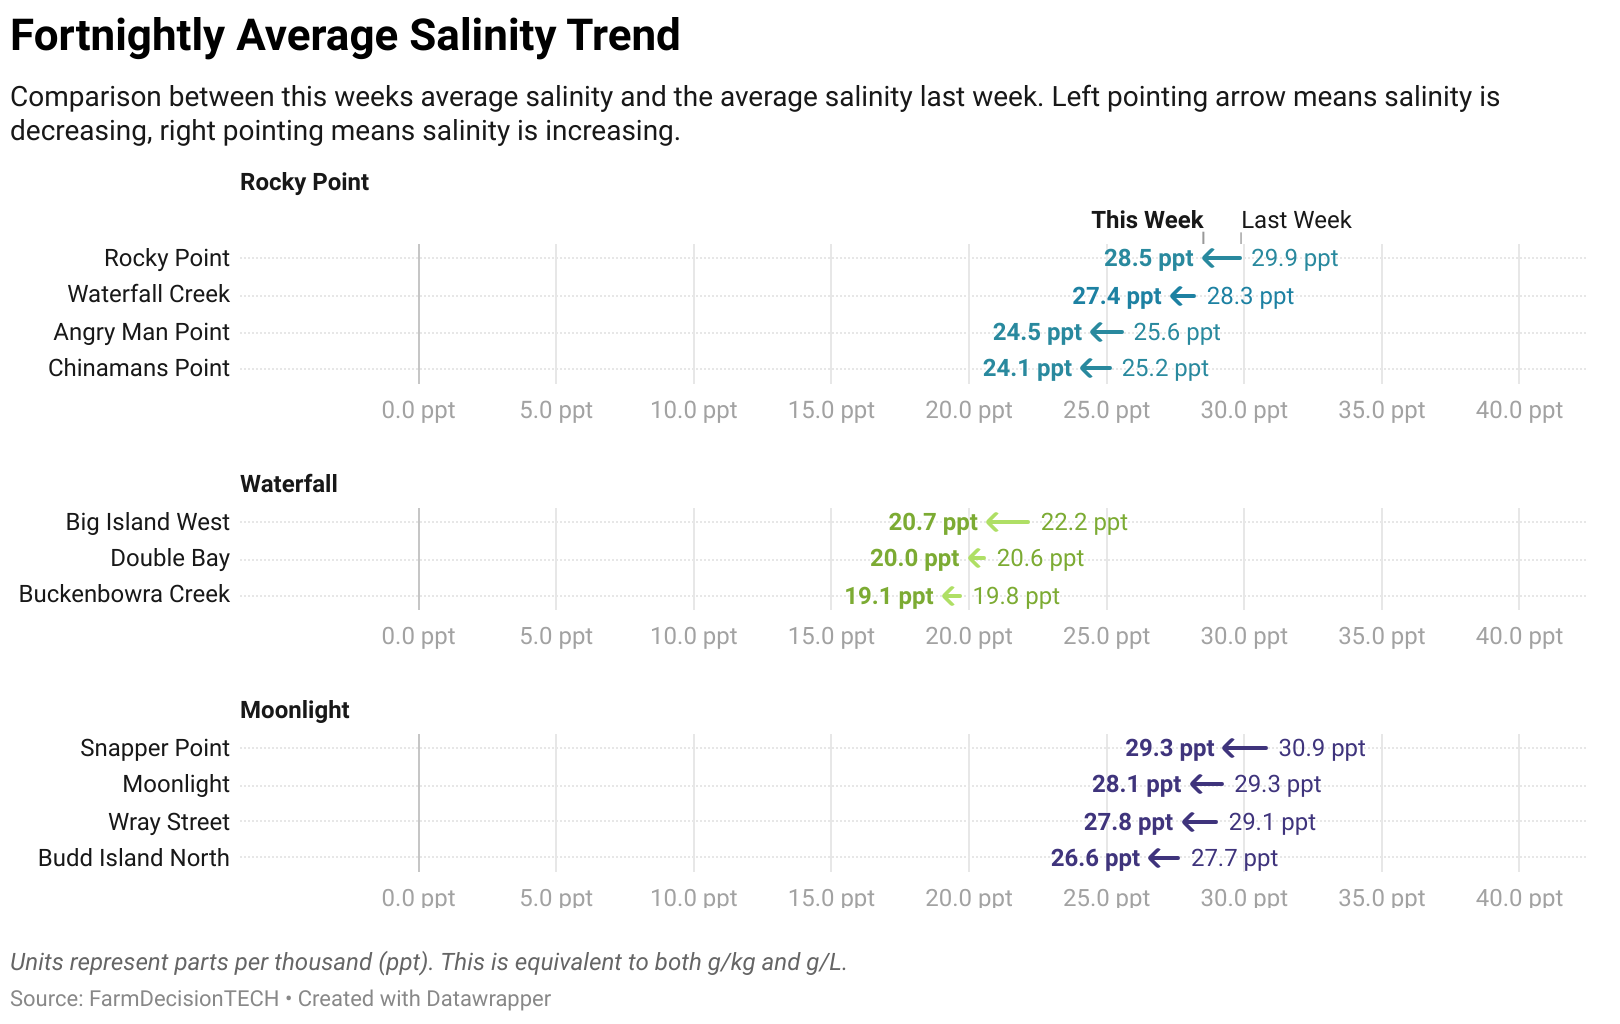 Fortnightly Average Salinity Trend
Comparison between this weeks average salinity and the average salinity last week. Left pointing arrow means salinity is
decreasing, right pointing means salinity is increasing.
Rocky Point
This Week Last Week
Rocky Point 28.5 ppt 29.9 ppt
Waterfall Creek 27.4 ppt 28.3 ppt
Angry Man Point 24.5 ppt 25.6 ppt
Chinamans Point 24.1 ppt 25.2 ppt
0.0 ppt 5.0 ppt 10.0 ppt 15.0 ppt 20.0 ppt 25.0 ppt 30.0 ppt 35.0 ppt 40.0 ppt
Waterfall
Big Island West 20.7 ppt 22.2 ppt
Double Bay 20.0 ppt 20.6 ppt
Buckenbowra Creek 19.1 ppt 19.8 ppt
0.0 ppt 5.0 ppt 10.0 ppt 15.0 ppt 20.0 ppt 25.0 ppt 30.0 ppt 35.0 ppt 40.0 ppt
Moonlight
Snapper Point 29.3 ppt 30.9 ppt
Moonlight 28.1 ppt 29.3 ppt
Wray Street 27.8 ppt 29.1 ppt
Budd Island North 26.6 ppt 27.7 ppt
0.0 ppt 5.0 ppt 10.0 ppt 15.0 ppt 20.0 ppt 25.0 ppt 30.0 ppt 35.0 ppt 40.0 ppt
Units represent parts per thousand (ppt). This is equivalent to both g/kg and g/L.
Source: FarmDecisionTECH • Created with Datawrapper